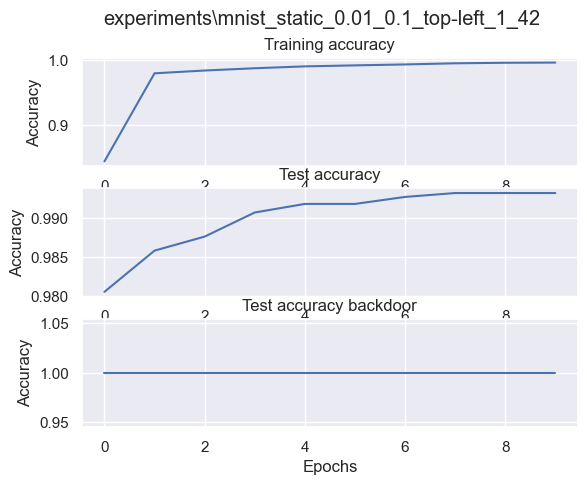 experiments\mnist_static_0.01_0.1_top-left_1_42
Training accuracy
1.0
0.9
Accuracy
0 2 4 6 8
Test accuracy
0.990
0.985
0.980
Accuracy
0 2 4 6 8
Test accuracy backdoor
1.05
1.00
0.95
Accuracy
0 2 4 6 8
Epochs